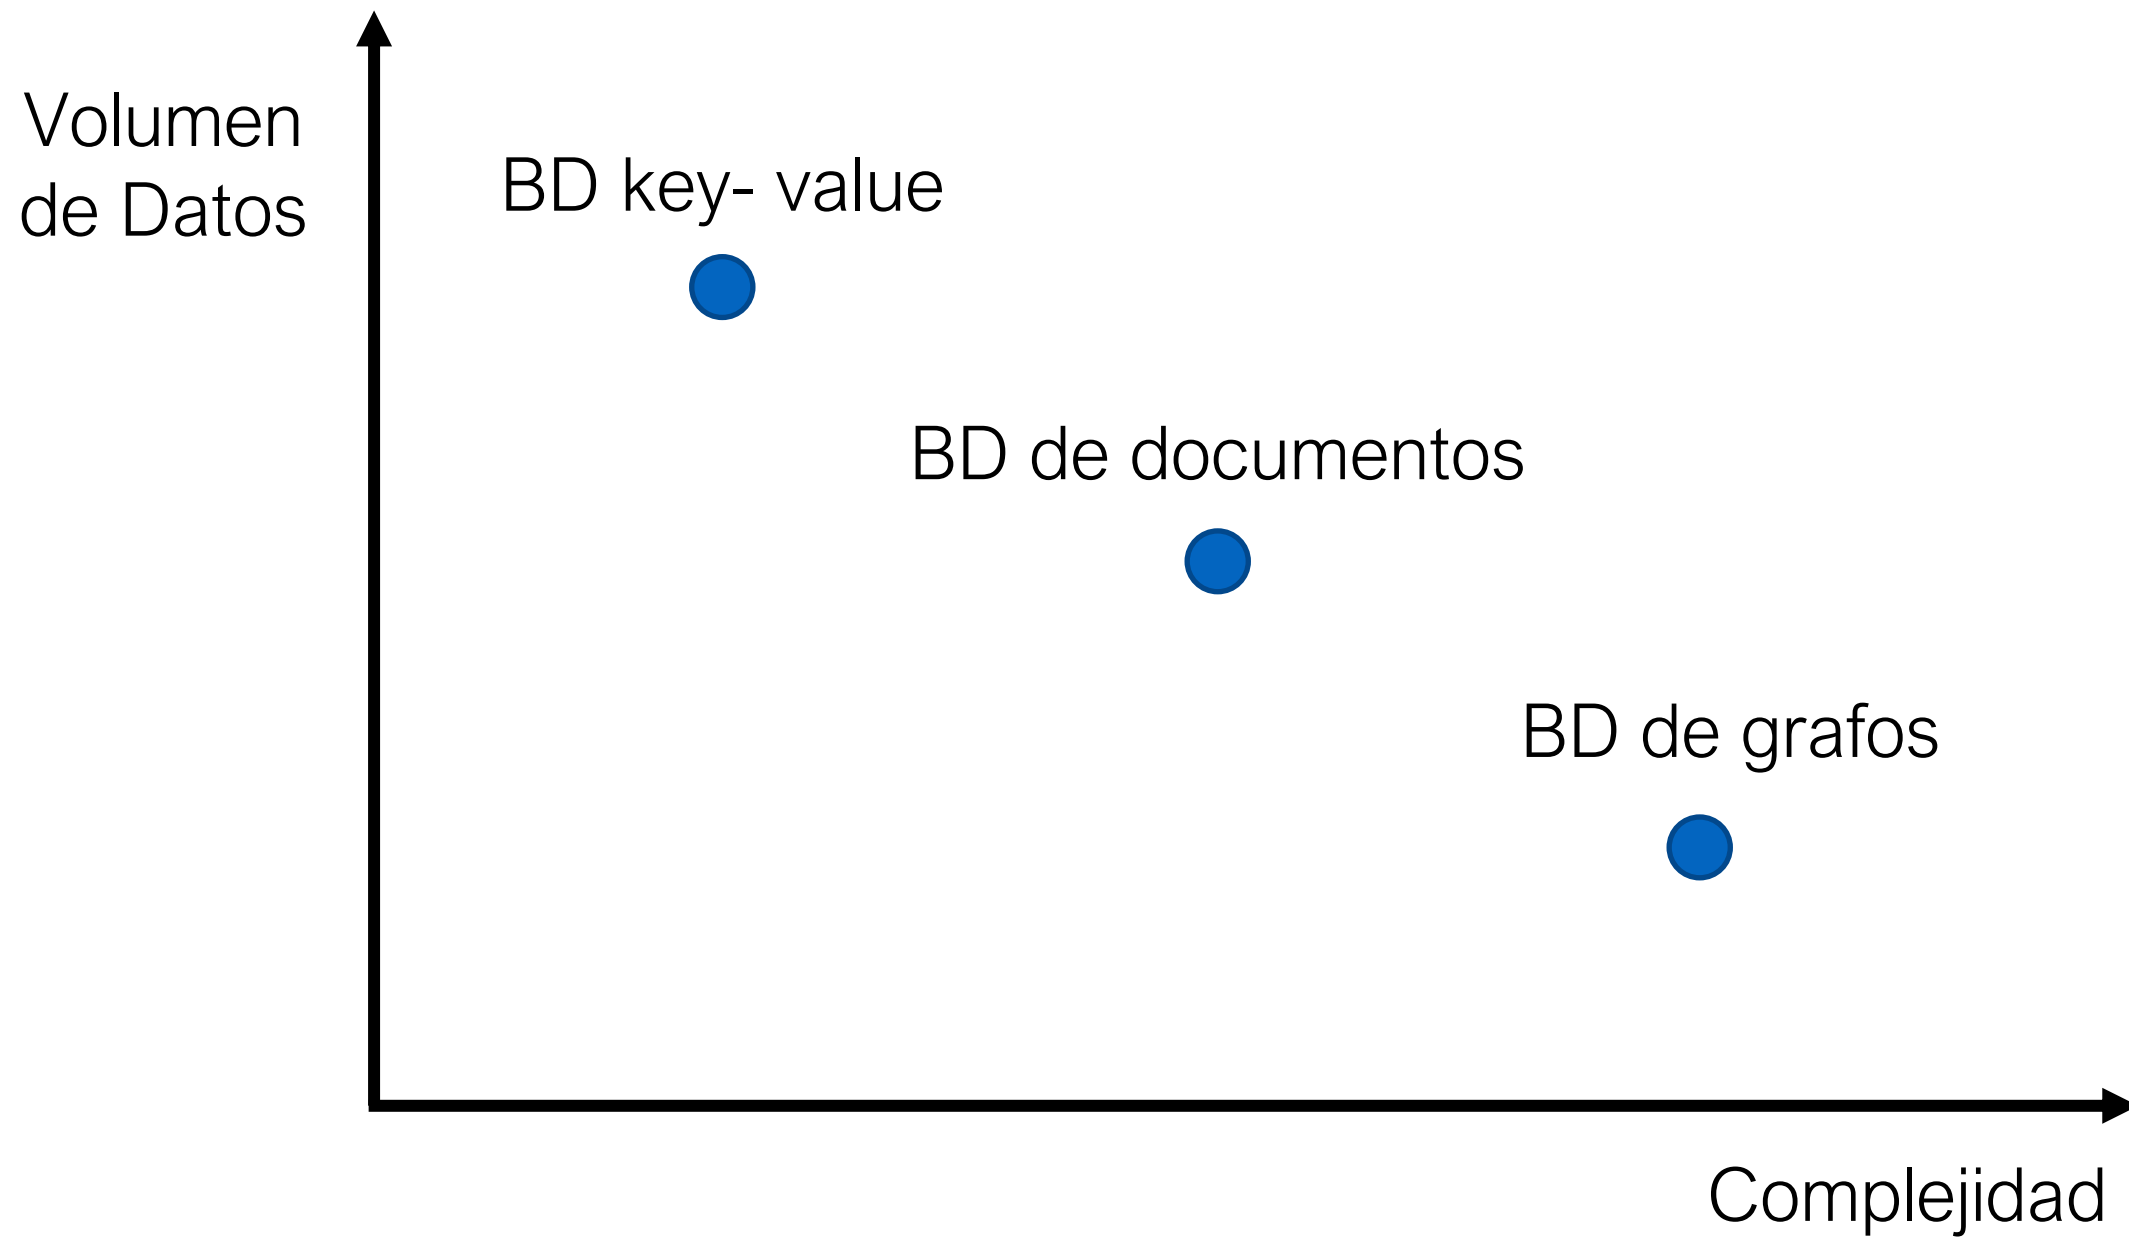 Volumen
de Datos
BD key- value
BD de documentos
BD de grafos
Complejidad